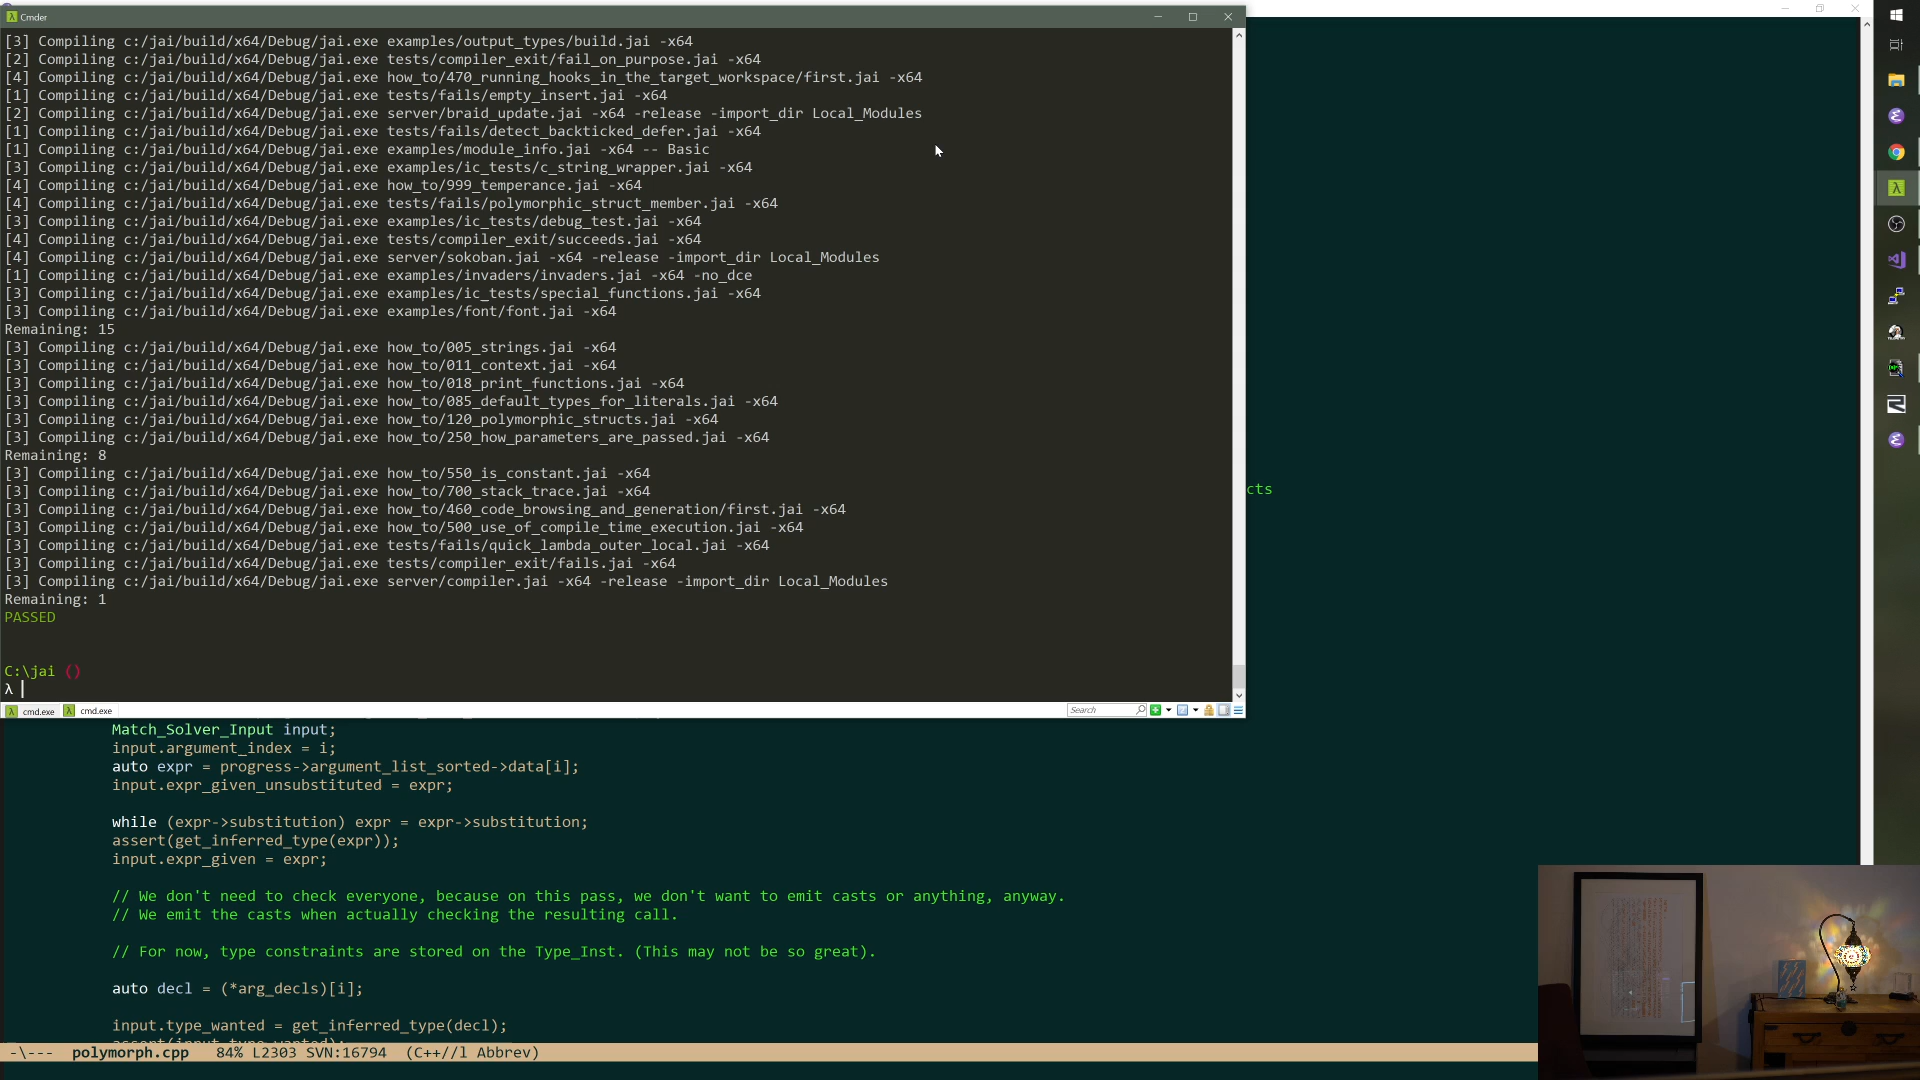 Cmder
[3] Compiling c:/jai/build/x64/Debug/jai.exe examples/output_types/build.jai -x64
[2] Compiling c:/jai/build/x64/Debug/jai.exe tests/compiler_exit/fail_on_purpose.jai -x64
[4] Compiling c:/jai/build/x64/Debug/jai.exe how_to/470_running_hooks_in_the_target_workspace/first.jai -x64
[1] Compiling c:/jai/build/x64/Debug/jai.exe tests/fails/empty_insert.jai -x64
[2] Compiling c:/jai/build/x64/Debug/jai.exe server/braid_update.jai -x64 -release -import_dir Local_Modules
[1] Compiling c:/jai/build/x64/Debug/jai.exe tests/fails/detect_backticked_defer.jai -x64
[1] Compiling c:/jai/build/x64/Debug/jai.exe examples/module_info.jai -x64 -- Basic
[3] Compiling c:/jai/build/x64/Debug/jai.exe examples/ic_tests/c_string_wrapper.jai -x64
[4] Compiling c:/jai/build/x64/Debug/jai.exe how_to/999_temperance.jai -x64
[4] Compiling c:/jai/build/x64/Debug/jai.exe tests/fails/polymorphic_struct_member.jai -x64
[3] Compiling c:/jai/build/x64/Debug/jai.exe examples/ic_tests/debug_test.jai -x64
[4] Compiling c:/jai/build/x64/Debug/jai.exe tests/compiler_exit/succeeds.jai -x64
[4] Compiling c:/jai/build/x64/Debug/jai.exe server/sokoban.jai -x64 -release -import_dir Local_Modules
[1] Compiling c:/jai/build/x64/Debug/jai.exe examples/invaders/invaders.jai -x64 -no_dce
[3] Compiling c:/jai/build/x64/Debug/jai.exe examples/ic_tests/special_functions.jai -x64
[3] Compiling c:/jai/build/x64/Debug/jai.exe examples/font/font.jai -x64
Remaining: 15
[3] Compiling c:/jai/build/x64/Debug/jai.exe how_to/005_strings.jai -x64
[3] Compiling c:/jai/build/x64/Debug/jai.exe how_to/011_context.jai -x64
[3] Compiling c:/jai/build/x64/Debug/jai.exe how_to/018_print_functions.jai -x64
[3] Compiling c:/jai/build/x64/Debug/jai.exe how_to/085_default_types_for_literals.jai -x64
[3] Compiling c:/jai/build/x64/Debug/jai.exe how_to/120_polymorphic_structs.jai -x64
[3] Compiling c:/jai/build/x64/Debug/jai.exe how_to/250_how_parameters_are_passed.jai -x64
Remaining: 8
[3] Compiling c:/jai/build/x64/Debug/jai.exe how_to/550_is_constant.jai -x64
[3] Compiling c:/jai/build/x64/Debug/jai.exe how_to/700_stack_trace.jai -x64
cts
[3] Compiling c:/jai/build/x64/Debug/jai.exe how_to/460_code_browsing_and_generation/first.jai -x64
[3] Compiling c:/jai/build/x64/Debug/jai.exe how_to/500_use_of_compile_time_execution.jai -x64
[3] Compiling c:/jai/build/x64/Debug/jai.exe tests/fails/quick_lambda_outer_local.jai -x64
[3] Compiling c:/jai/build/x64/Debug/jai.exe tests/compiler_exit/fails.jai -x64
[3] Compiling c:/jai/build/x64/Debug/jai.exe server/compiler.jai -x64 -release -import_dir Local_Modules
Remaining: 1
PASSED
C:\jai ()
λ
cmd.exe cmd.exe Search
Match_Solver_Input input;
input.argument_index = i;
auto expr = progress->argument_list_sorted->data[i];
input.expr_given_unsubstituted = expr;
while (expr->substitution) expr = expr->substitution;
assert(get_inferred_type(expr));
input.expr_given = expr;
// We don't need to check everyone, because on this pass, we don't want to emit casts or anything, anyway.
// We emit the casts when actually checking the resulting call.
// For now, type constraints are stored on the Type_Inst. (This may not be so great).
auto decl = (*arg_decls)[i];
input.type_wanted = get_inferred_type(decl);
assert(input.type_wanted);
-\--- polymorph.cpp 84% L2303 SVN:16794 (C++//l Abbrev)